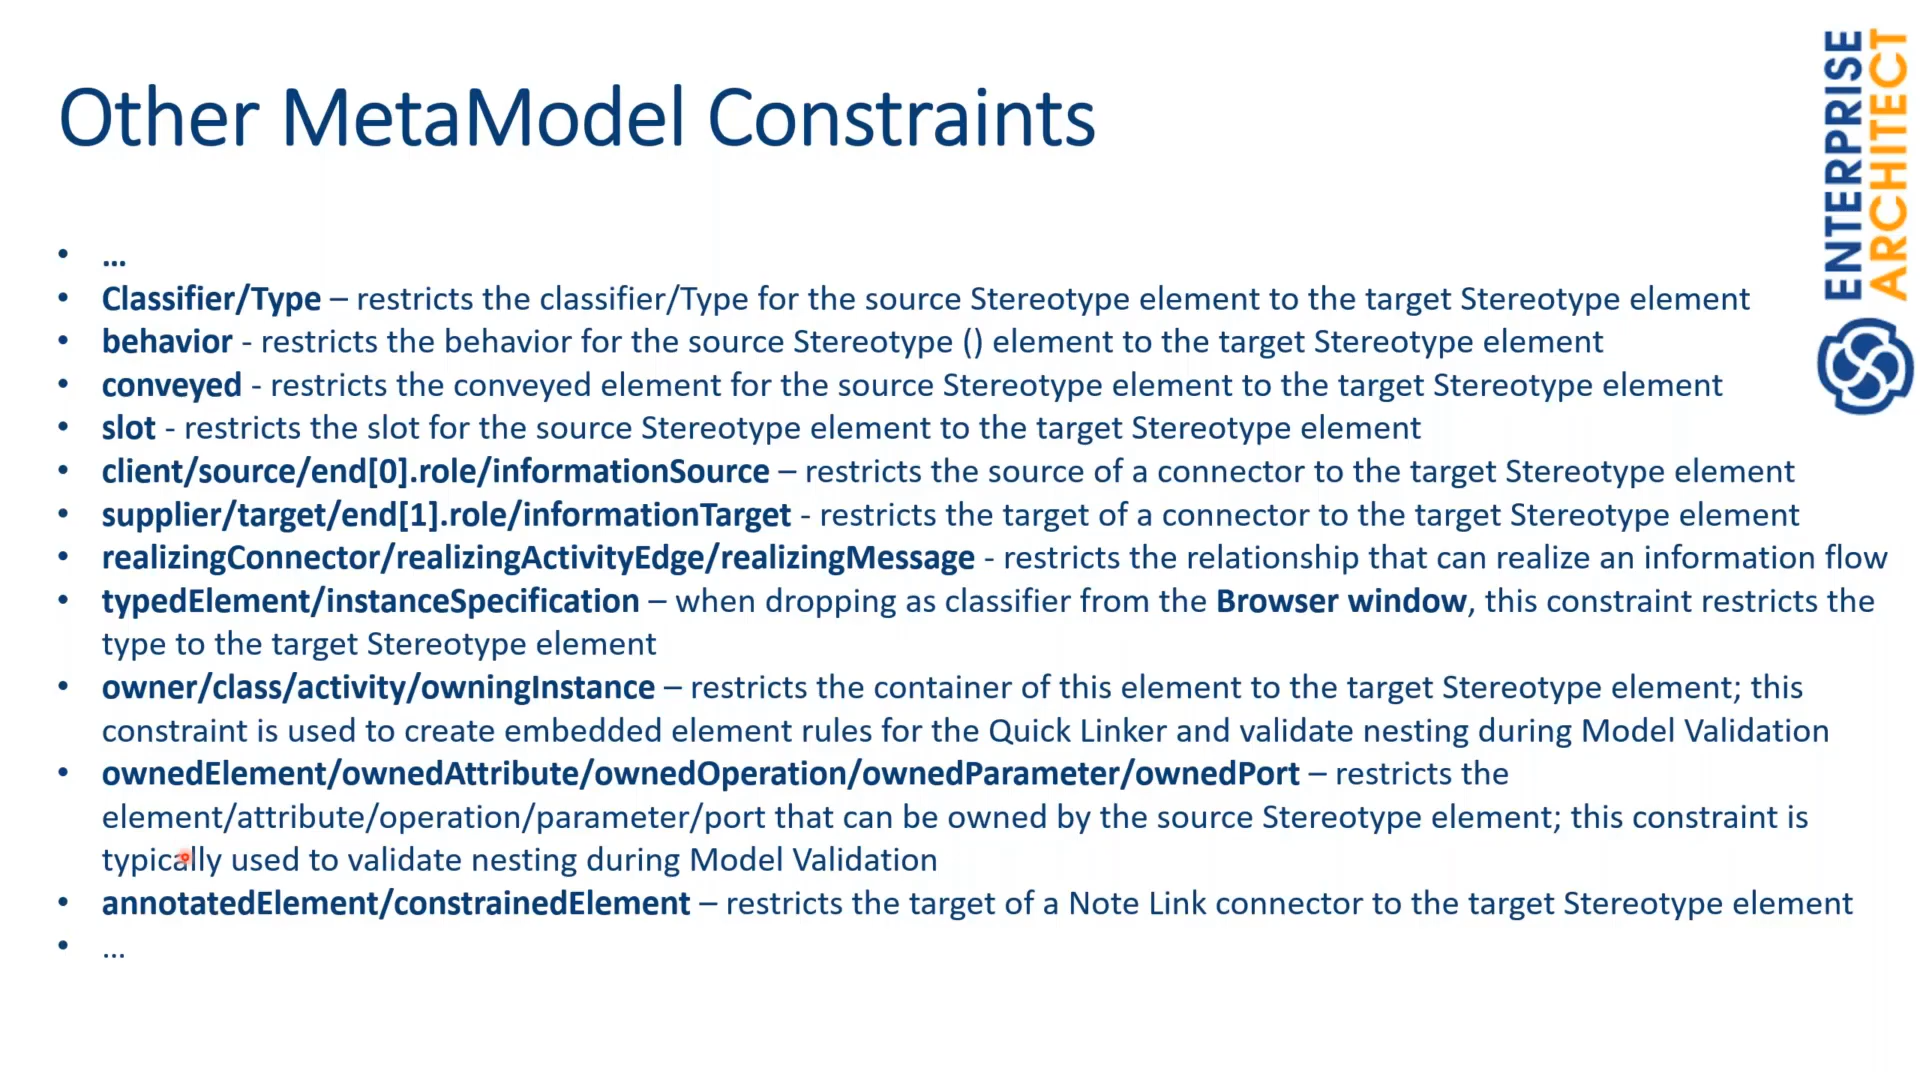 Other MetaModel Constraints
ENTERPRISE
ARCHITECT
• ...
• Classifier/Type – restricts the classifier/Type for the source Stereotype element to the target Stereotype element
• behavior - restricts the behavior for the source Stereotype () element to the target Stereotype element
• conveyed - restricts the conveyed element for the source Stereotype element to the target Stereotype element
• slot - restricts the slot for the source Stereotype element to the target Stereotype element
• client/source/end[0].role/informationSource – restricts the source of a connector to the target Stereotype element
• supplier/target/end[1].role/informationTarget - restricts the target of a connector to the target Stereotype element
• realizingConnector/realizingActivityEdge/realizingMessage - restricts the relationship that can realize an information flow
• typedElement/instanceSpecification – when dropping as classifier from the Browser window, this constraint restricts the
type to the target Stereotype element
• owner/class/activity/owningInstance – restricts the container of this element to the target Stereotype element; this
constraint is used to create embedded element rules for the Quick Linker and validate nesting during Model Validation
• ownedElement/ownedAttribute/ownedOperation/ownedParameter/ownedPort – restricts the
element/attribute/operation/parameter/port that can be owned by the source Stereotype element; this constraint is
typically used to validate nesting during Model Validation
• annotatedElement/constrainedElement – restricts the target of a Note Link connector to the target Stereotype element
• ...